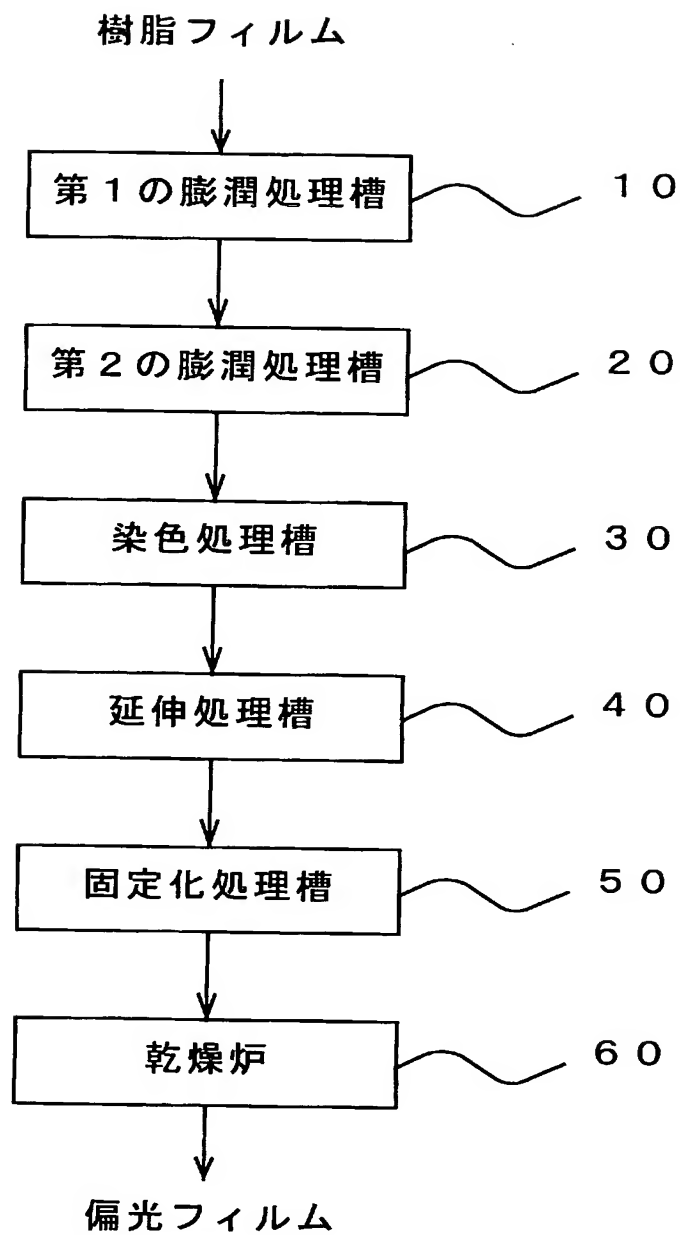 樹脂フィルム
第1の膨潤処理槽 10
第2の膨潤処理槽 20
染色処理槽 30
延伸処理槽 40
固定化処理槽 50
乾燥炉 60
偏光フィルム